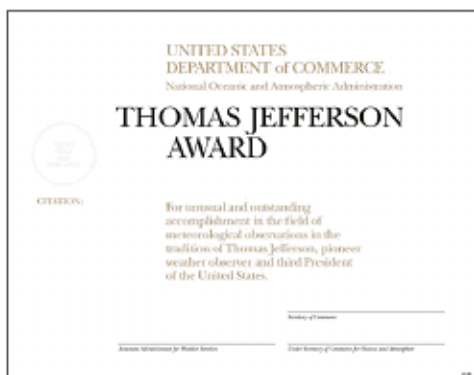 UNITED STATES
DEPARTMENT of COMMERCE
National Oceanic and Atmospheric Administration
THOMAS JEFFERSON
AWARD
CITATION:
For unusual and outstanding
accomplishment in the field of
meteorological observations in the
tradition of Thomas Jefferson, pioneer
weather observer and third President
of the United States.
Secretary of Commerce
Assistant Administrator for Weather Services
Under Secretary of Commerce for Oceans and Atmosphere